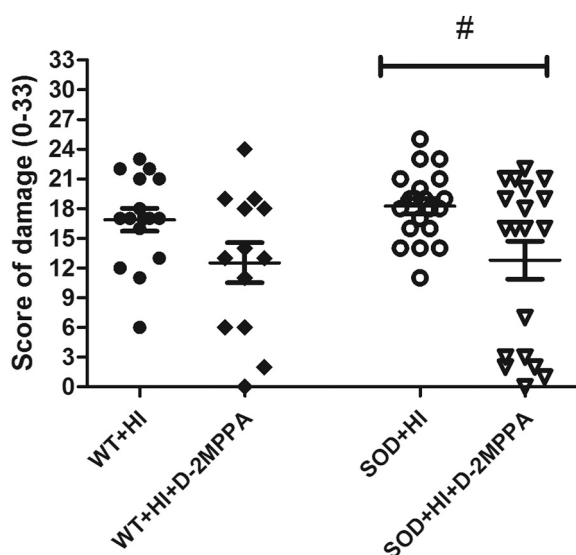 #
Score of damage (0-33)
33
30
27
24
21
18
15
12
9
6
3
0
WT+HI
WT+HI+D-2MPPA
SOD+HI
SOD+HI+D-2MPPA